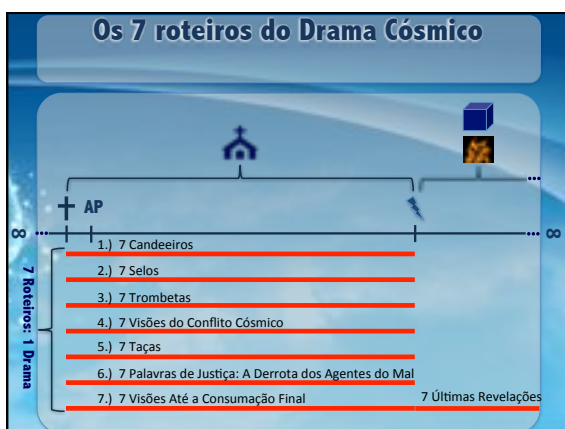 Os 7 roteiros do Drama Cósmico
AP
∞ ...
... ∞
...
1.) 7 Candeeiros
2.) 7 Selos
3.) 7 Trombetas
4.) 7 Visões do Conflito Cósmico
5.) 7 Taças
6.) 7 Palavras de Justiça: A Derrota dos Agentes do Mal
7.) 7 Visões Até a Consumação Final
7 Últimas Revelações
7 Roteiros: 1 Drama